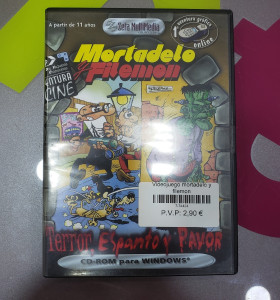 A partir de 11 años
Zeta MultiMedia
aventura gráfica
online
Mortadelo
y Filemón
AVENTURA
CINE
Videojuego mortadelo y
filemon
P.V.P: 2,90 €
Terror Espanto y Pavor
CD-ROM para WINDOWS®